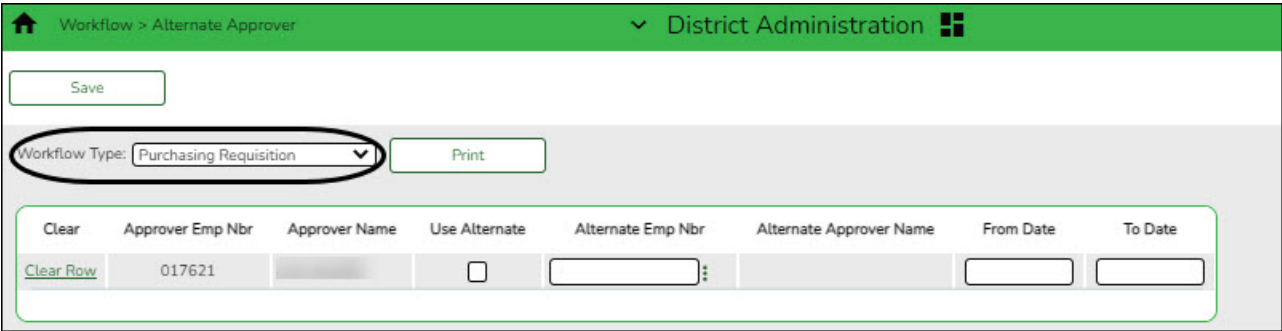 Workflow > Alternate Approver
District Administration
Save
Workflow Type: Purchasing Requisition
Print
Clear Approver Emp Nbr Approver Name Use Alternate Alternate Emp Nbr Alternate Approver Name From Date To Date
Clear Row 017621